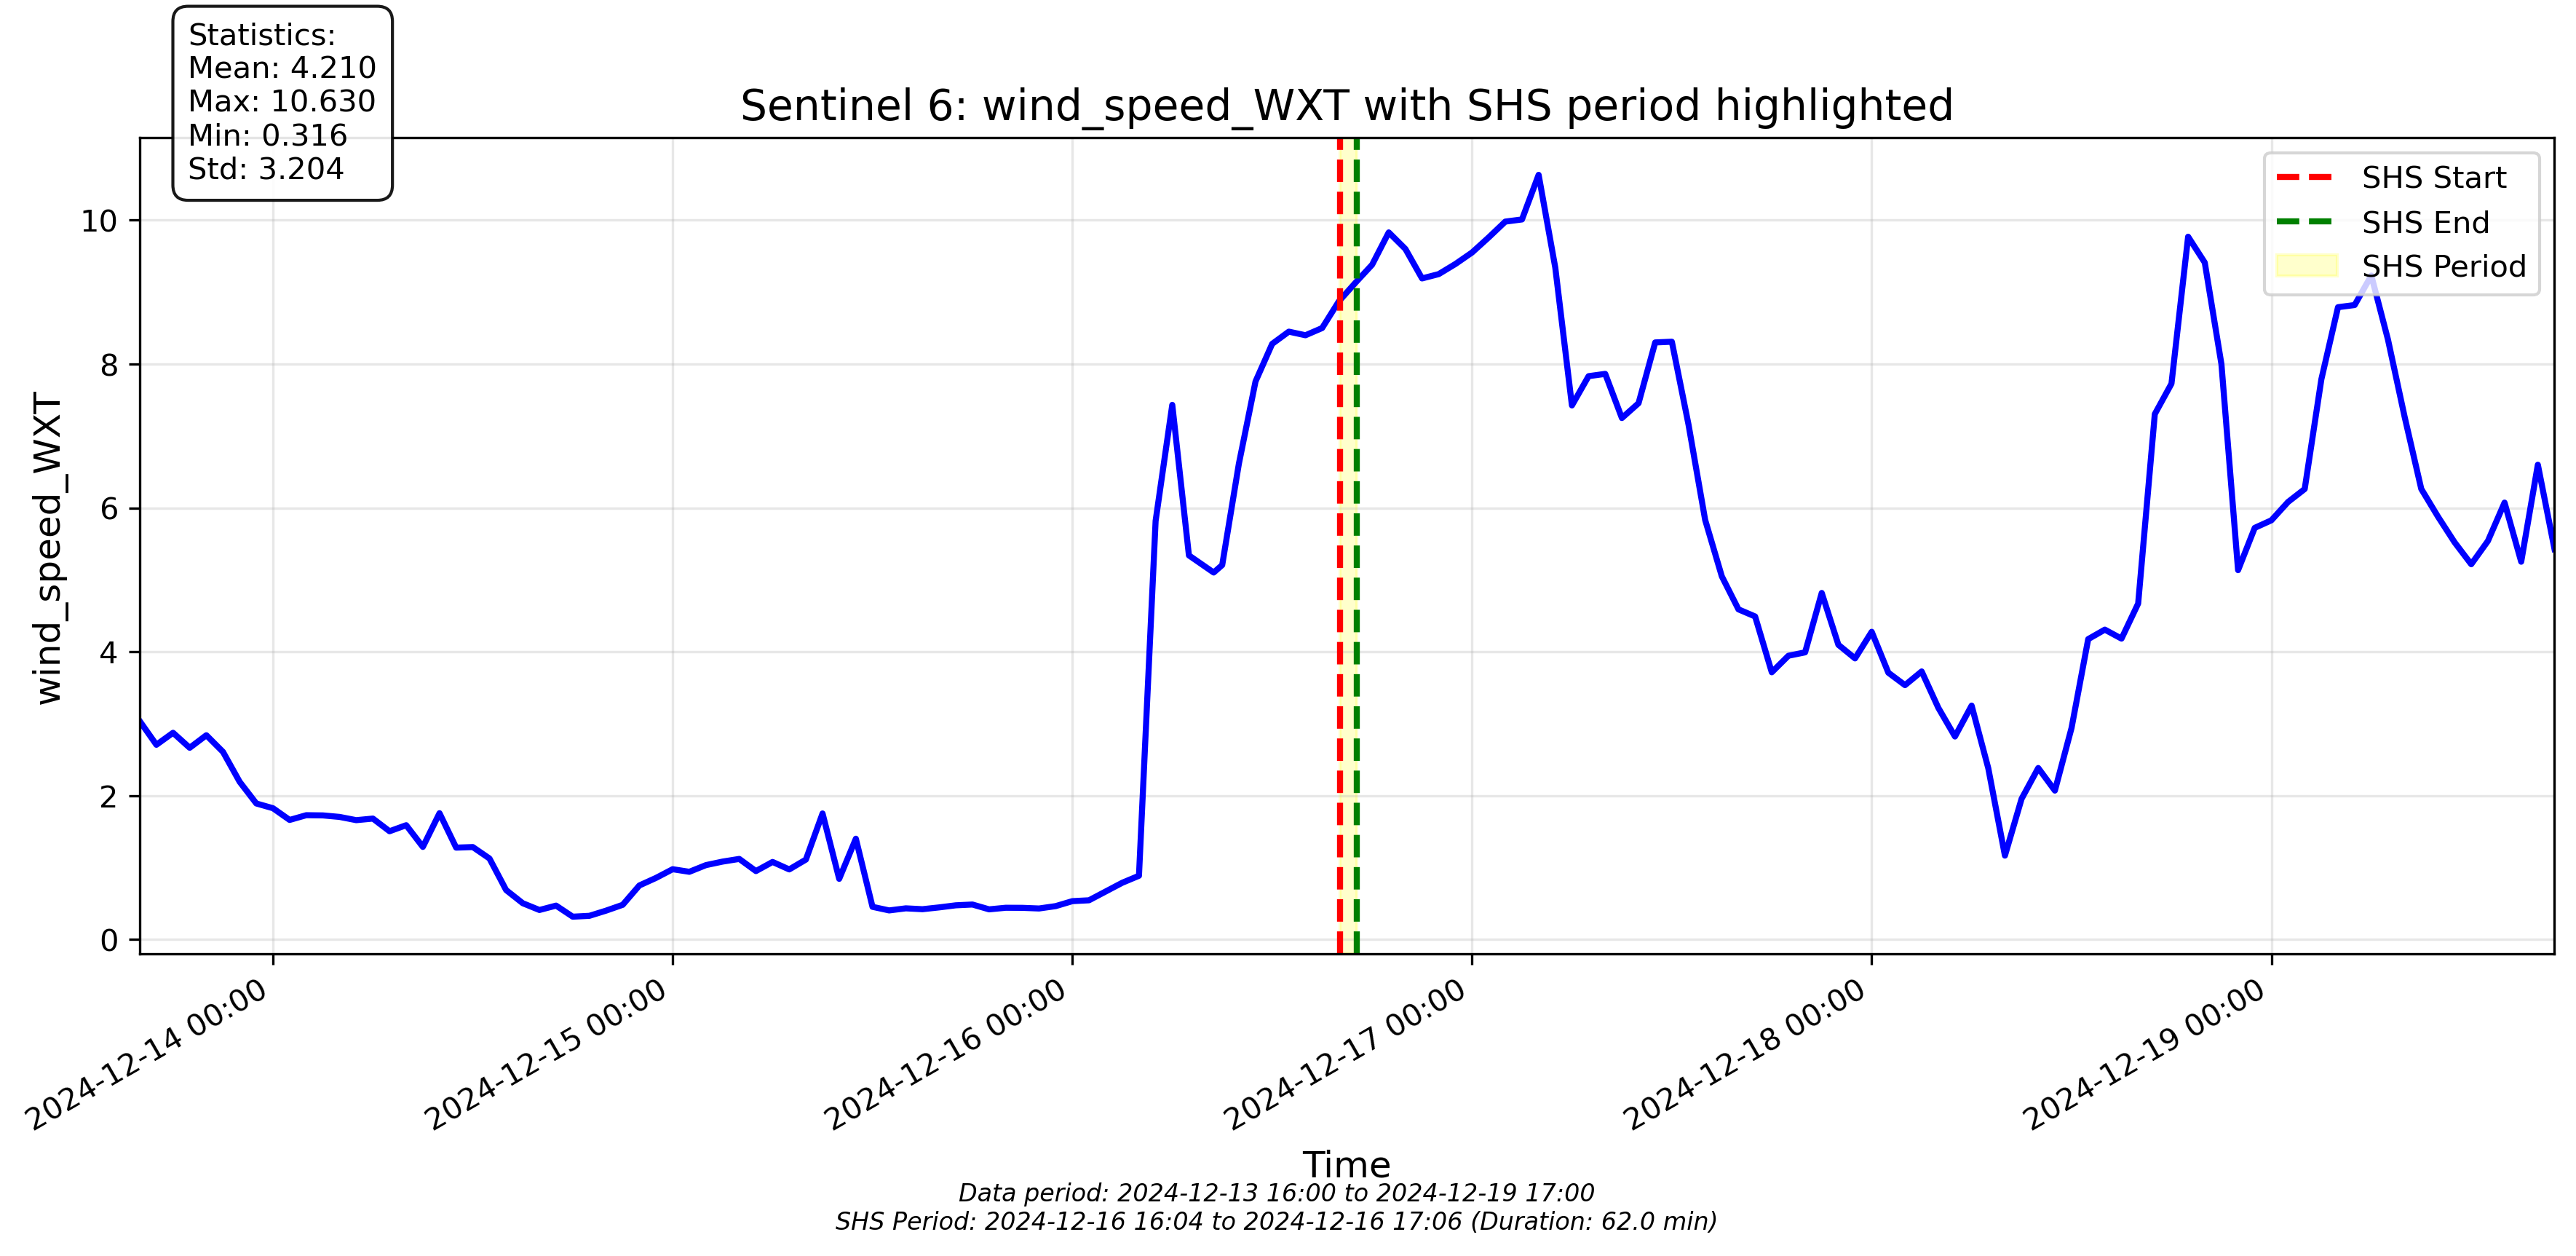 Statistics:
Mean: 4.210
Max: 10.630
Min: 0.316
Std: 3.204
Sentinel 6: wind_speed_WXT with SHS period highlighted
SHS Start
SHS End
SHS Period
wind_speed_WXT
10
8
6
4
2
0
2024-12-14 00:00
2024-12-15 00:00
2024-12-16 00:00
2024-12-17 00:00
2024-12-18 00:00
2024-12-19 00:00
Time
Data period: 2024-12-13 16:00 to 2024-12-19 17:00
SHS Period: 2024-12-16 16:04 to 2024-12-16 17:06 (Duration: 62.0 min)